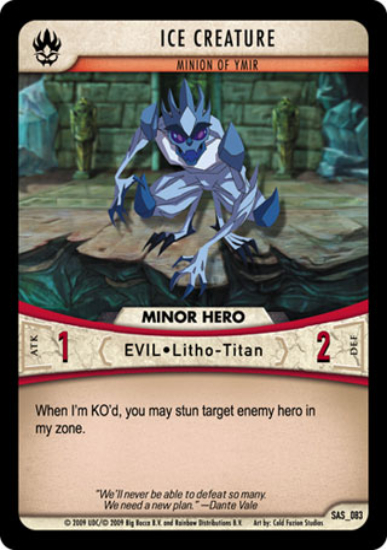 ICE CREATURE
MINION OF YMIR
MINOR HERO
ATK 1 EVIL•Litho-Titan 2 DEF
When I'm KO'd, you may stun target enemy hero in
my zone.
"We'll never be able to defeat so many.
We need a new plan." —Dante Vale
© 2009 UDC/© 2009 Big Bocca B.V. and Rainbow Distributions B.V. Art by: Cold Fusion Studios
SAS_083